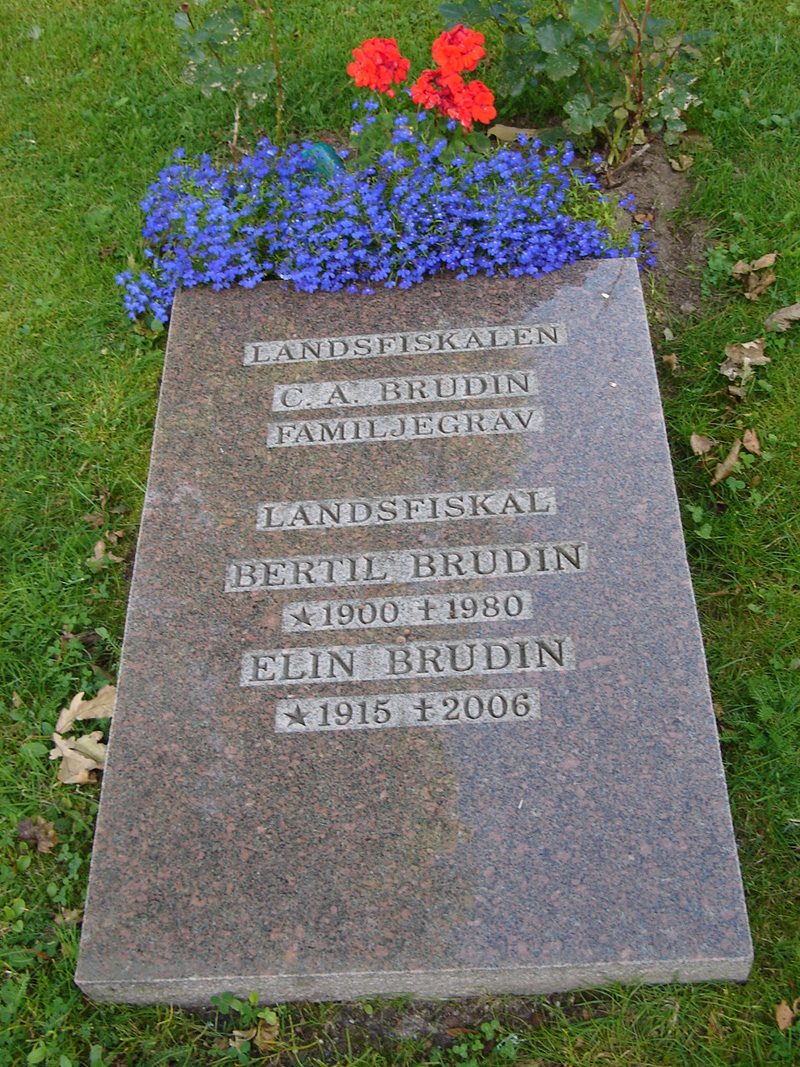 LANDSFISKALEN
C. A. BRUDIN
FAMILJEGRAV
LANDSFISKAL
BERTIL BRUDIN
★1900 ✝1980
ELIN BRUDIN
★1915 ✝2006